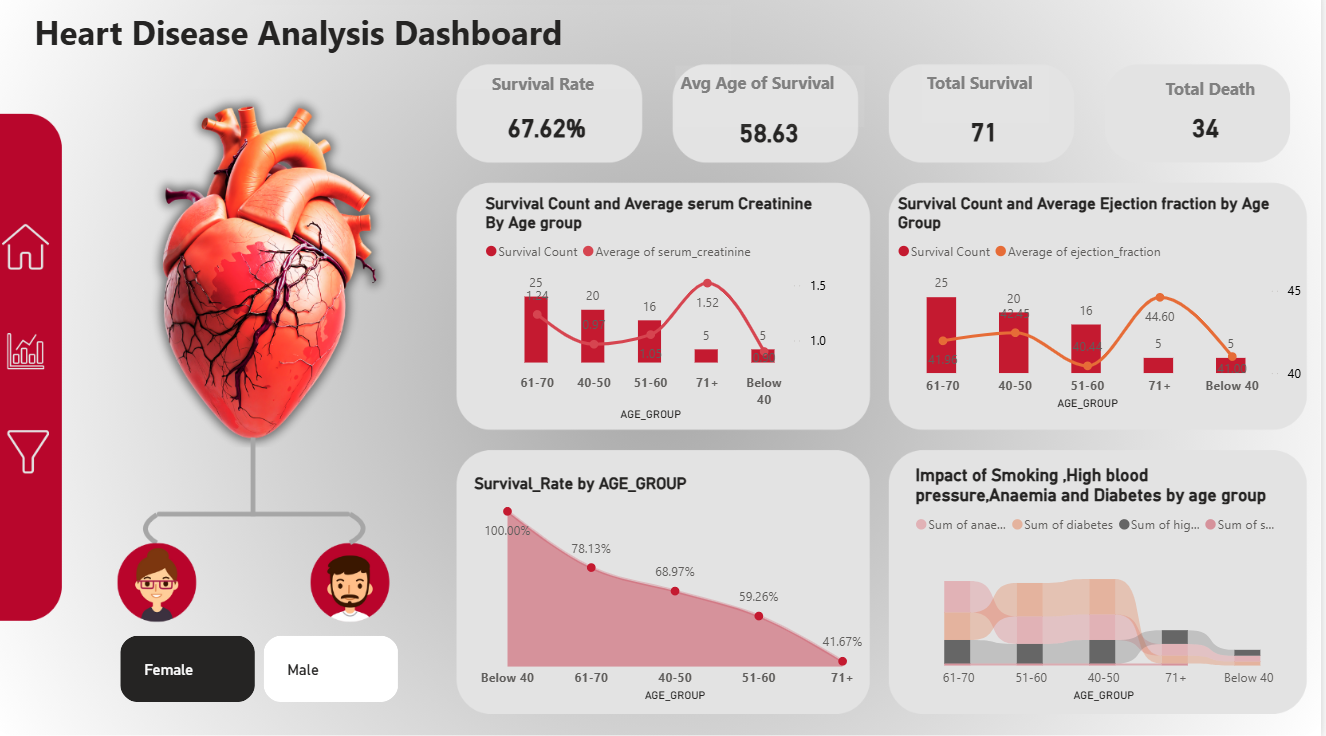 Heart Disease Analysis Dashboard
Survival Rate
67.62%
Avg Age of Survival
58.63
Total Survival
71
Total Death
34
Survival Count and Average serum Creatinine
By Age group
Survival Count Average of serum_creatinine
25
1.24
20
0.97
16
1.05
1.52
5
5
1.5
1.0
61-70 40-50 51-60 71+ Below
40
AGE_GROUP
Survival Count and Average Ejection fraction by Age
Group
Survival Count Average of ejection_fraction
25
41.96
20
42.45
16
40.44
44.60
5
5
45
40
61-70 40-50 51-60 71+ Below 40
AGE_GROUP
Survival_Rate by AGE_GROUP
100.00%
78.13%
68.97%
59.26%
41.67%
Below 40 61-70 40-50 51-60 71+
AGE_GROUP
Impact of Smoking ,High blood
pressure,Anaemia and Diabetes by age group
Sum of anae... Sum of diabetes Sum of hig... Sum of s...
61-70 51-60 40-50 71+ Below 40
AGE_GROUP
Female
Male